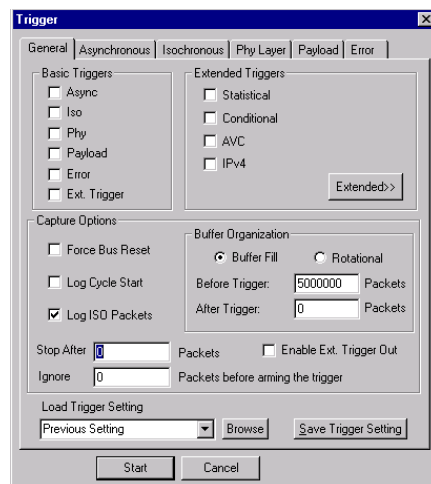 Trigger
General Asynchronous Isochronous Phy Layer Payload Error
Basic Triggers
Async
Iso
Phy
Payload
Error
Ext. Trigger
Extended Triggers
Statistical
Conditional
AVC
IPv4
Extended>>
Capture Options
Force Bus Reset
Log Cycle Start
Log ISO Packets
Buffer Organization
Buffer Fill Rotational
Before Trigger: 5000000 Packets
After Trigger: 0 Packets
Stop After 0 Packets Enable Ext. Trigger Out
Ignore 0 Packets before arming the trigger
Load Trigger Setting
Previous Setting Browse Save Trigger Setting
Start Cancel